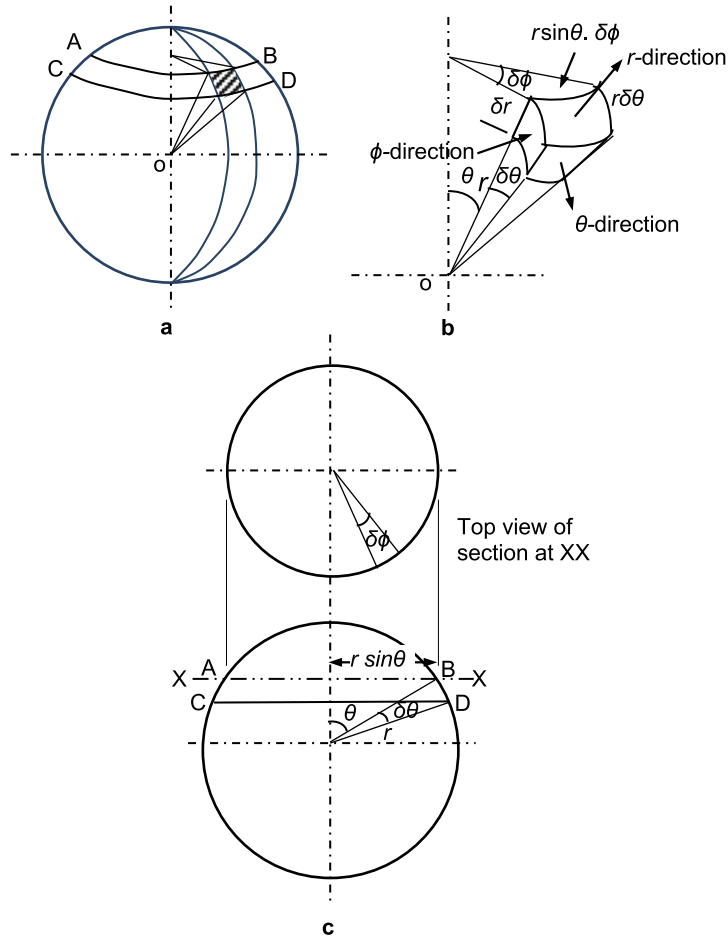 A
B
C
D
o
a
r sinθ. δϕ
r-direction
δϕ
δr
rδθ
ϕ-direction
θ
r
δθ
θ-direction
o
b
δϕ
Top view of
section at XX
r sinθ
X
A
B
X
C
D
θ
δθ
r
c